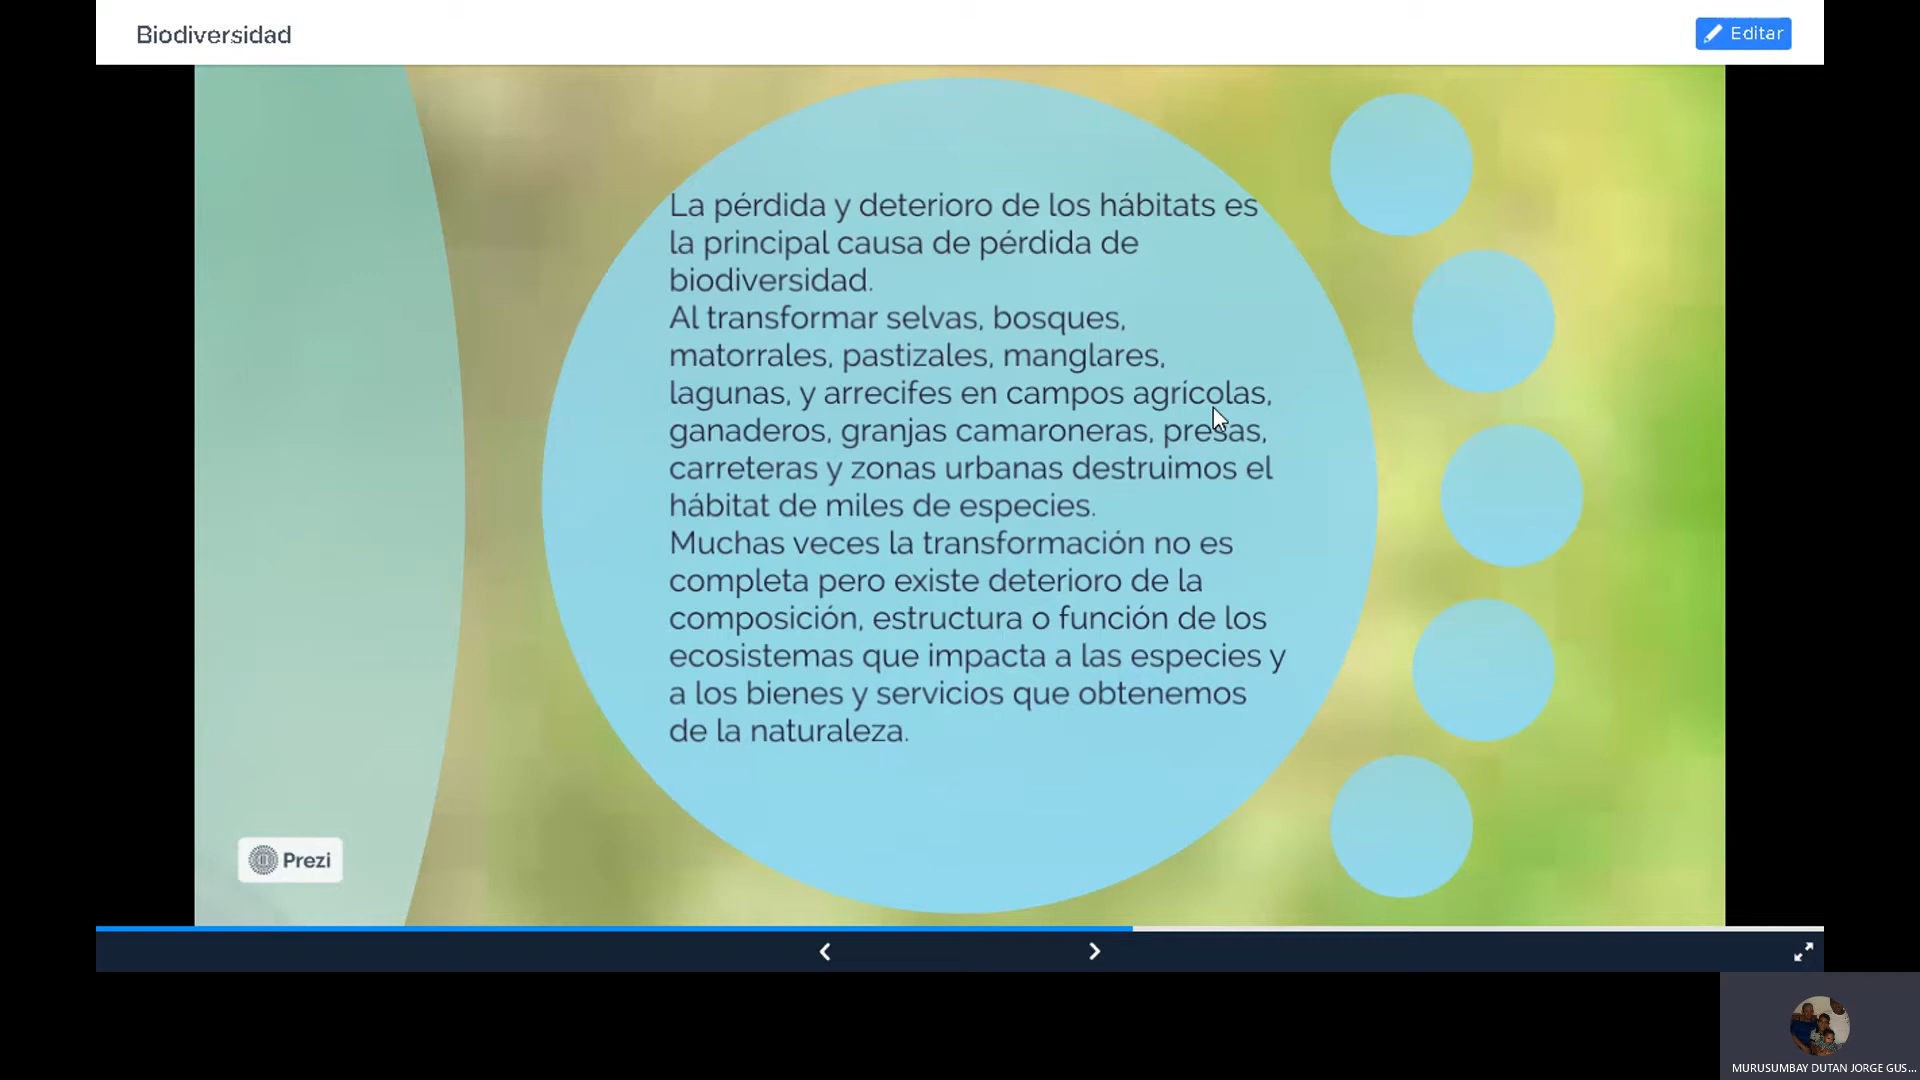 Biodiversidad
Editar
La pérdida y deterioro de los hábitats es
la principal causa de pérdida de
biodiversidad.
Al transformar selvas, bosques,
matorrales, pastizales, manglares,
lagunas, y arrecifes en campos agrícolas,
ganaderos, granjas camaroneras, presas,
carreteras y zonas urbanas destruimos el
hábitat de miles de especies.
Muchas veces la transformación no es
completa pero existe deterioro de la
composición, estructura o función de los
ecosistemas que impacta a las especies y
a los bienes y servicios que obtenemos
de la naturaleza.
Prezi
MURUSUMBAY DUTAN JORGE GUS...